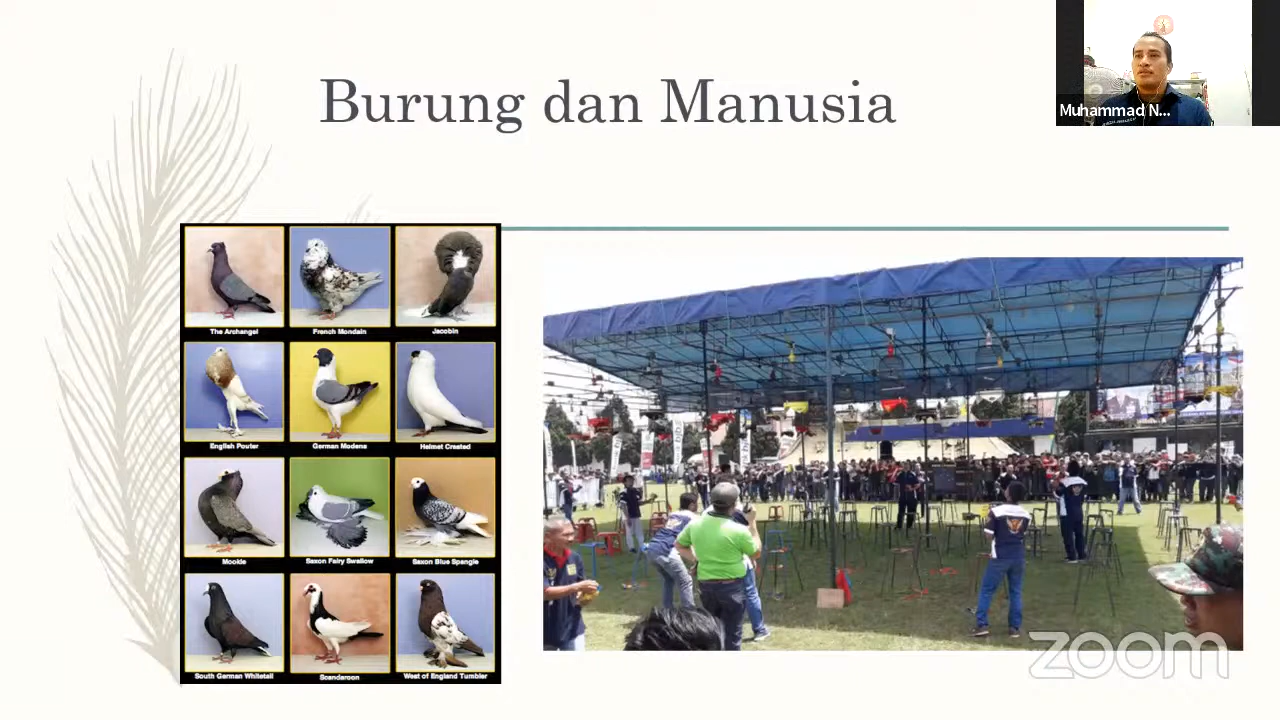 Burung dan Manusia
Muhammad N...
The Archangel
French Mondain
Jacobin
English Pouter
German Modena
Helmet Created
Mookie
Saxon Fairy Swallow
Saxon Blue Spangle
South German Whitetail
Scandaroon
West of England Tumbler
zoom